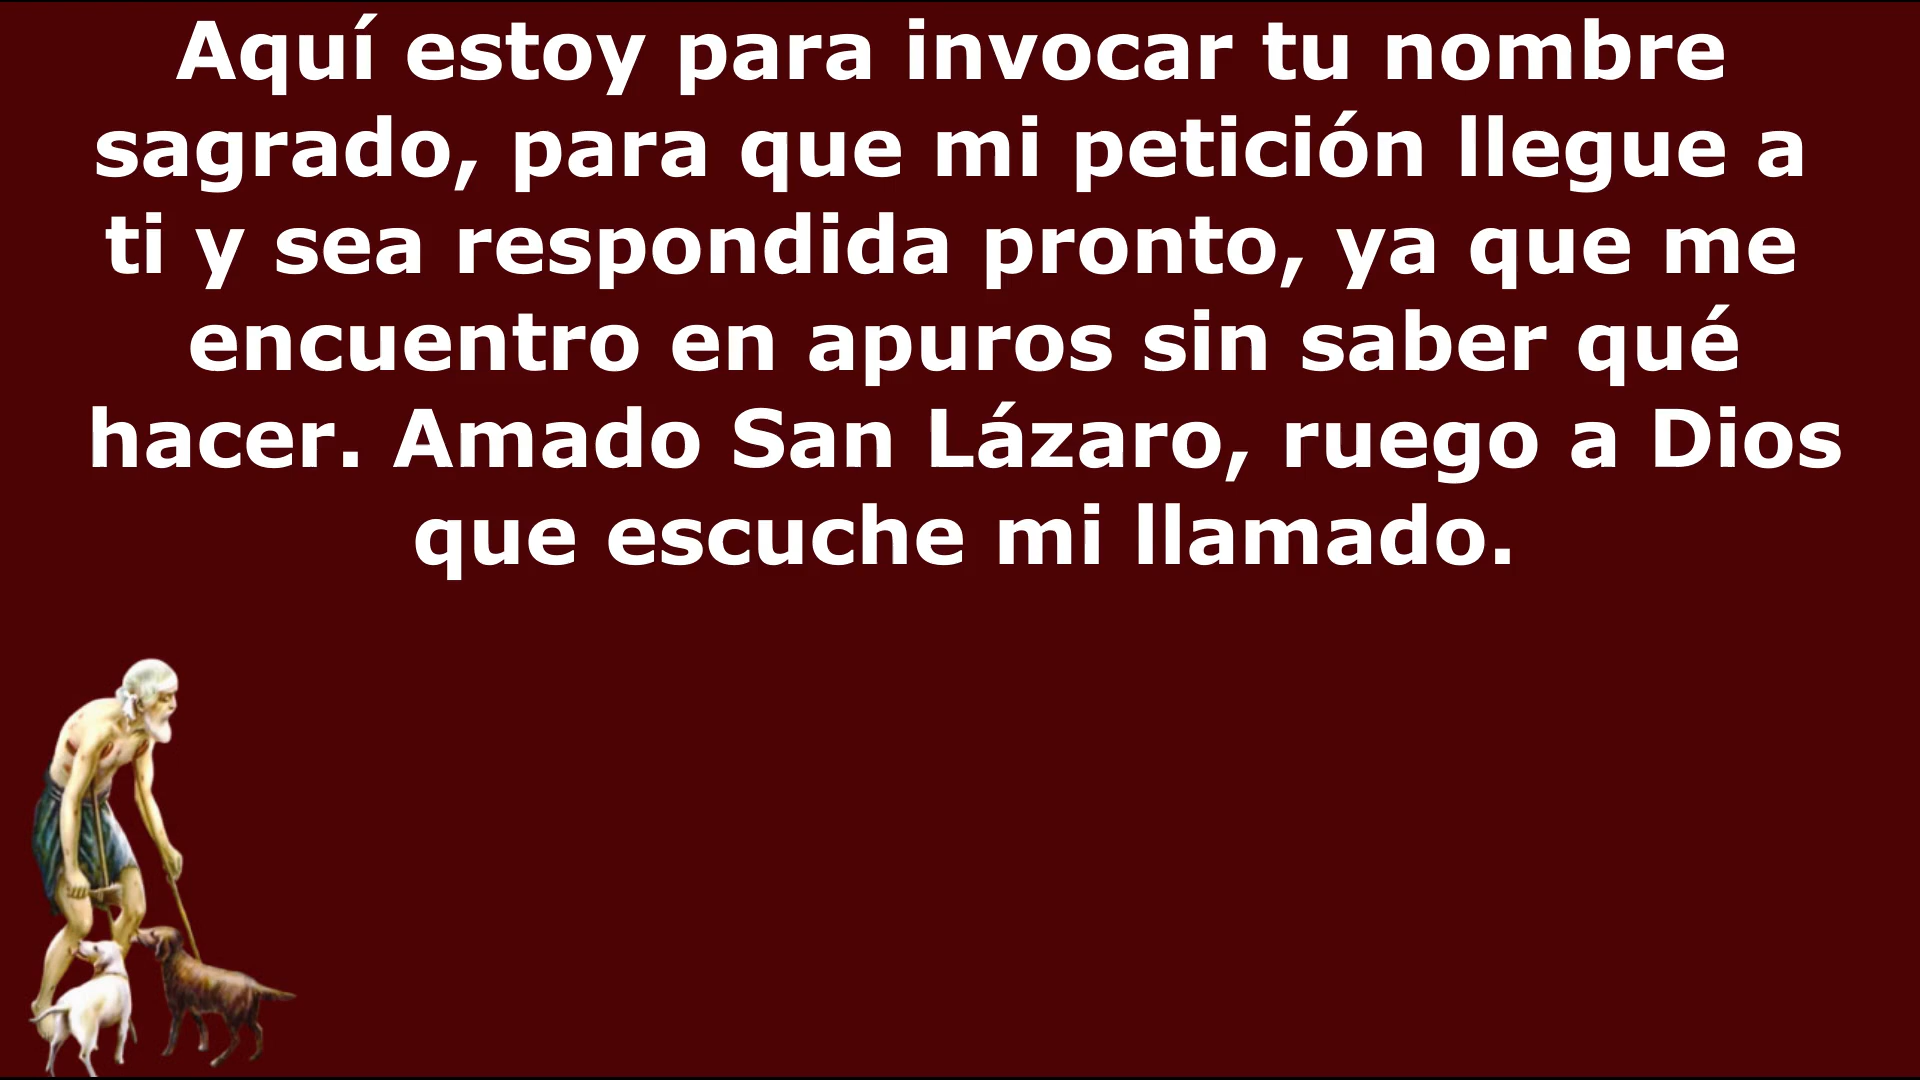 Aquí estoy para invocar tu nombre
sagrado, para que mi petición llegue a
ti y sea respondida pronto, ya que me
encuentro en apuros sin saber qué
hacer. Amado San Lázaro, ruego a Dios
que escuche mi llamado.